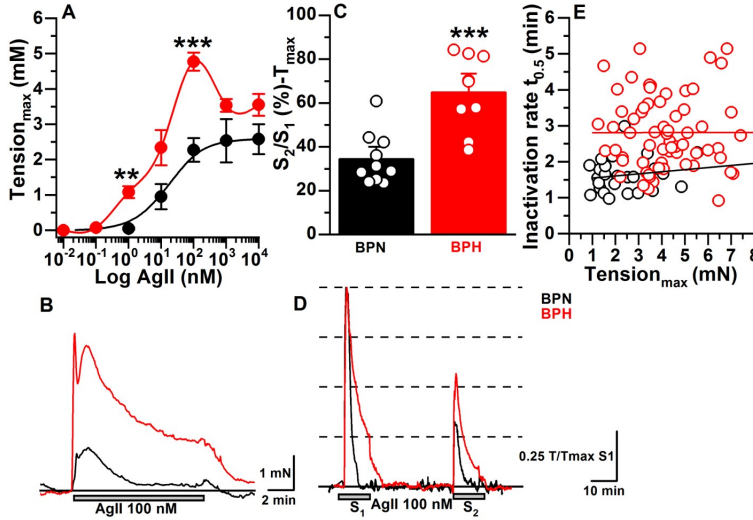 A
Tension_max (mM)
6
5
4
3
2
1
0
**
***
10^-2 10^-1 10^0 10^1 10^2 10^3 10^4
Log AgII (nM)
C
S_2/S_1 (%)-T_max
100
80
60
40
20
0
***
BPN
BPH
E
Inactivation rate t_0.5 (min)
6
5
4
3
2
1
0
0 1 2 3 4 5 6 7 8
Tension_max (mN)
B
1 mN
2 min
AgII 100 nM
D
BPN
BPH
0.25 T/Tmax S1
10 min
S_1
AgII 100 nM
S_2